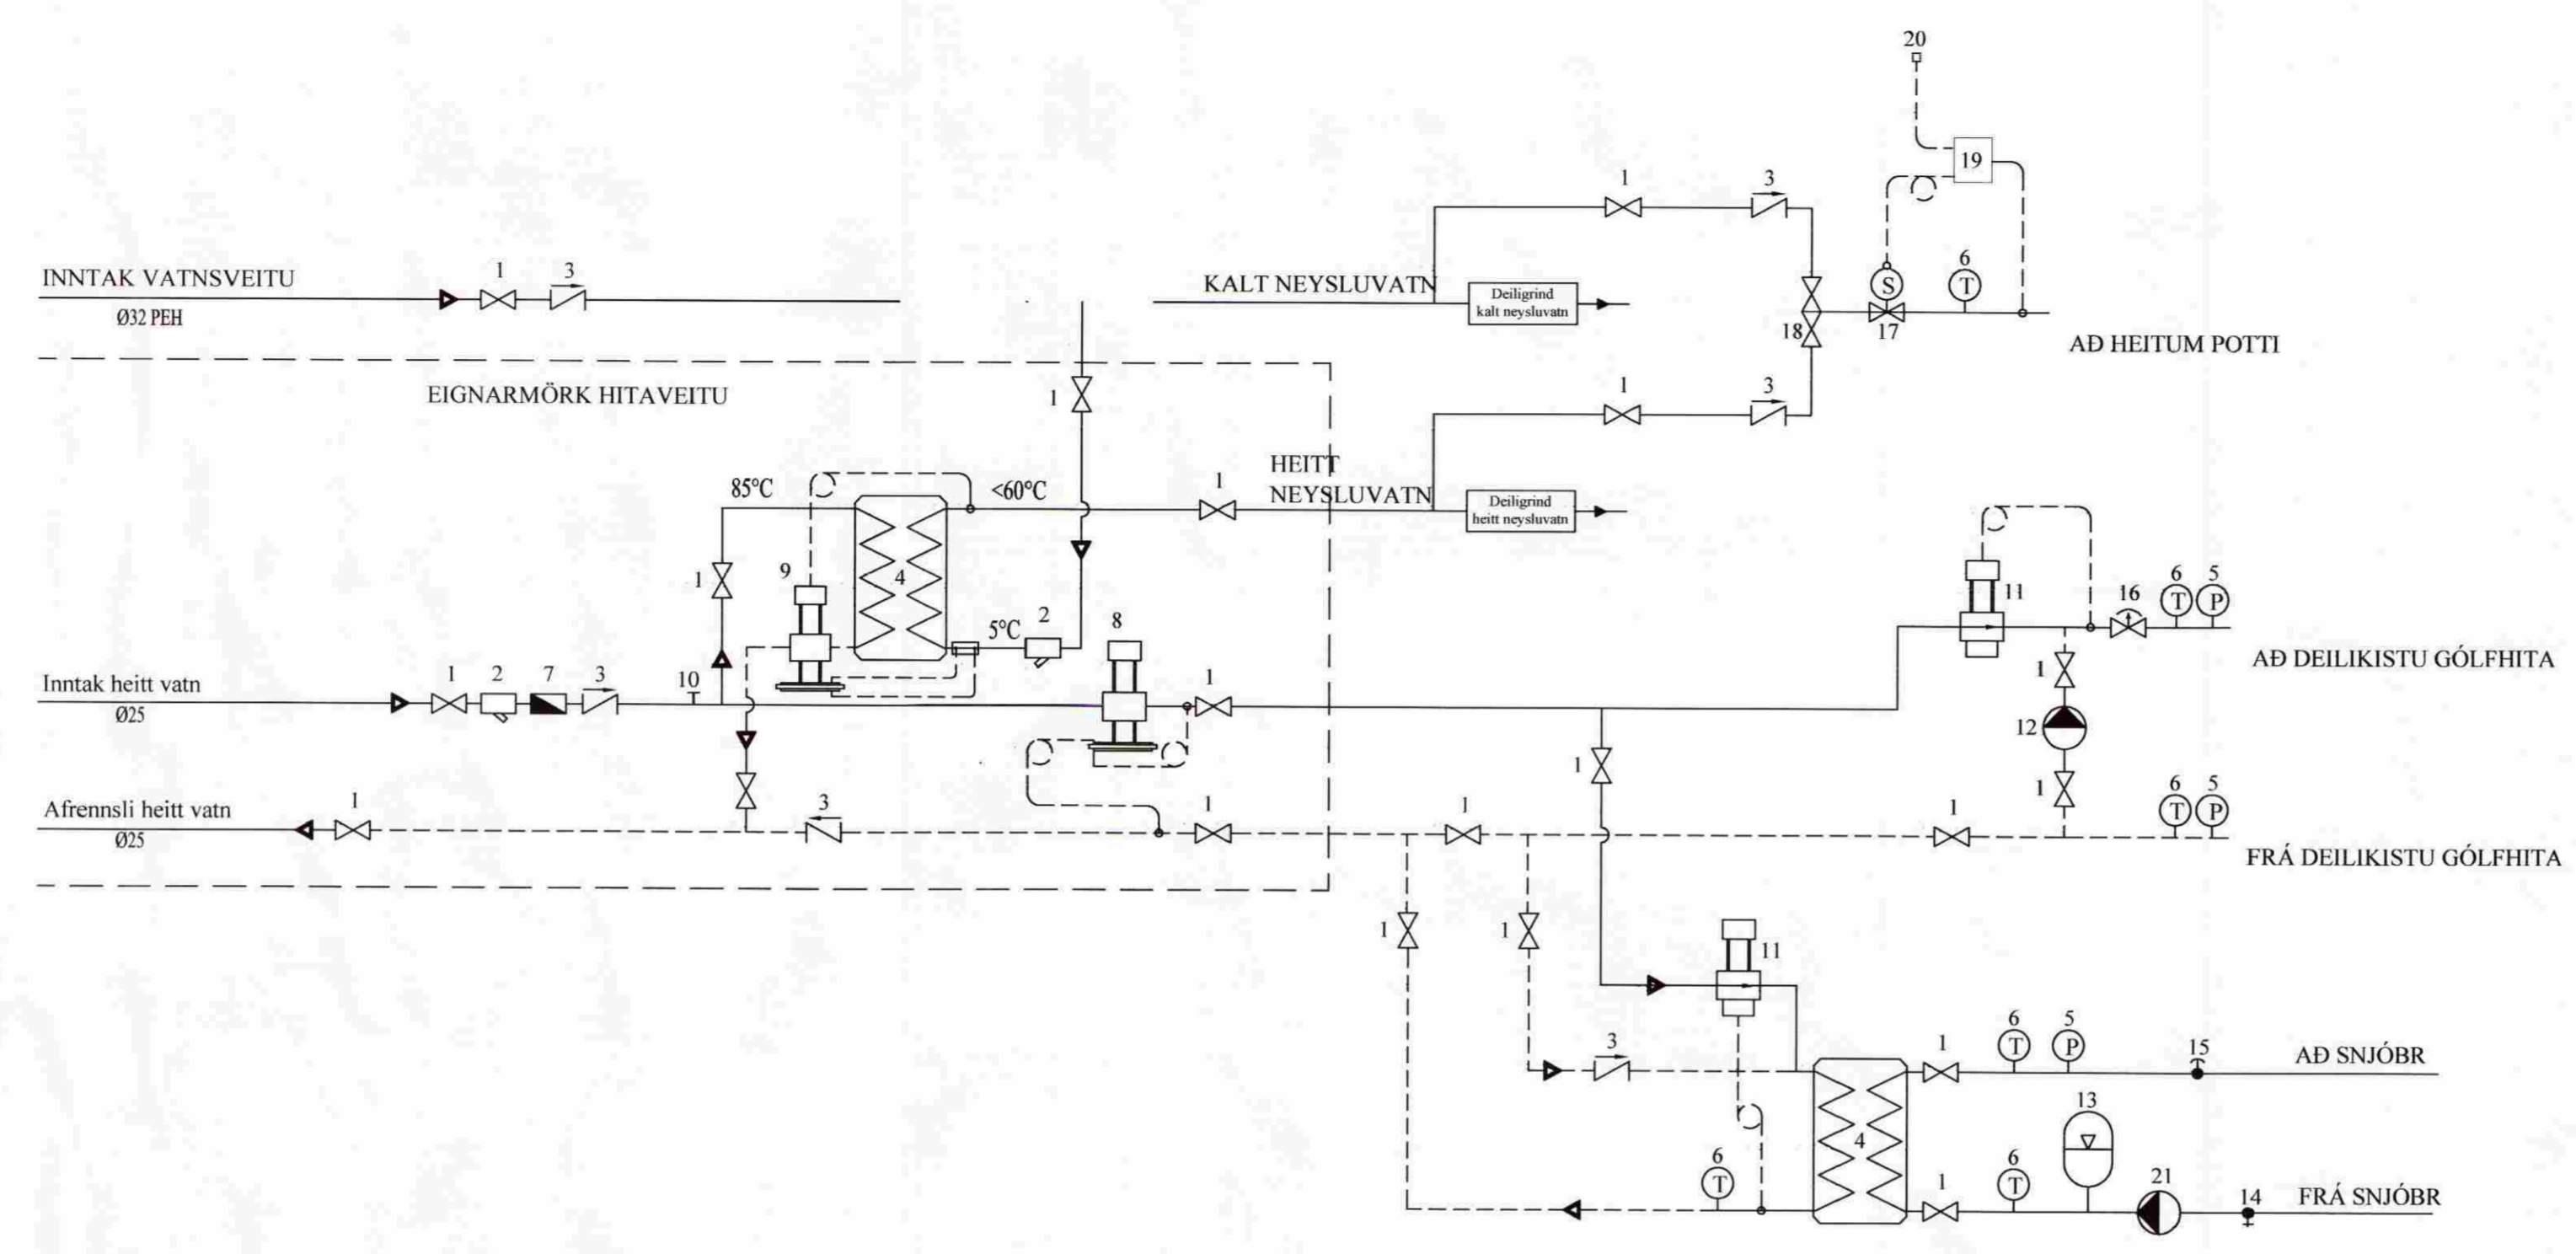 20
19
1 3
6
S T
18 17
AÐ HEITUM POTTI
INNTAK VATNSVEITU
Ø32 PEH
1 3
KALT NEYSLUVATN
Deiligrind
kalt neysluvatn
EIGNARMÖRK HITAVEITU
1
1 3
HEITT
NEYSLUVATN
Deiligrind
heitt neysluvatn
85°C
<60°C
1
1
9
4
5°C
2
8
Inntak heitt vatn
Ø25
1 2 7 3
10
1
11
16
6 5
T P
AÐ DEILIKISTU GÓLFHITA
1
12
1
1
Afrennsli heitt vatn
Ø25
1
3
1
1
1
6 5
T P
FRÁ DEILIKISTU GÓLFHITA
1
1
11
3
4
1
6 5
T P
15
AÐ SNJÓBR
13
6
T
1
6
T
21
14
FRÁ SNJÓBR